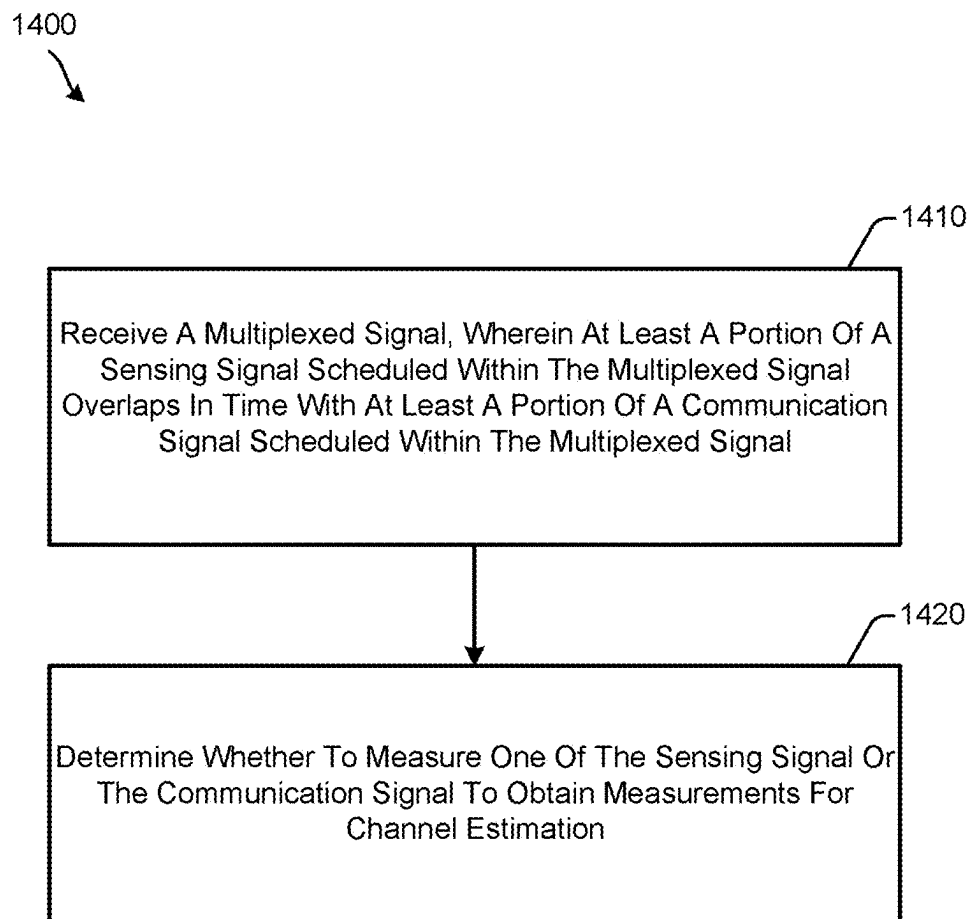 1400
1410
Receive A Multiplexed Signal, Wherein At Least A Portion Of A
Sensing Signal Scheduled Within The Multiplexed Signal
Overlaps In Time With At Least A Portion Of A Communication
Signal Scheduled Within The Multiplexed Signal
1420
Determine Whether To Measure One Of The Sensing Signal Or
The Communication Signal To Obtain Measurements For
Channel Estimation